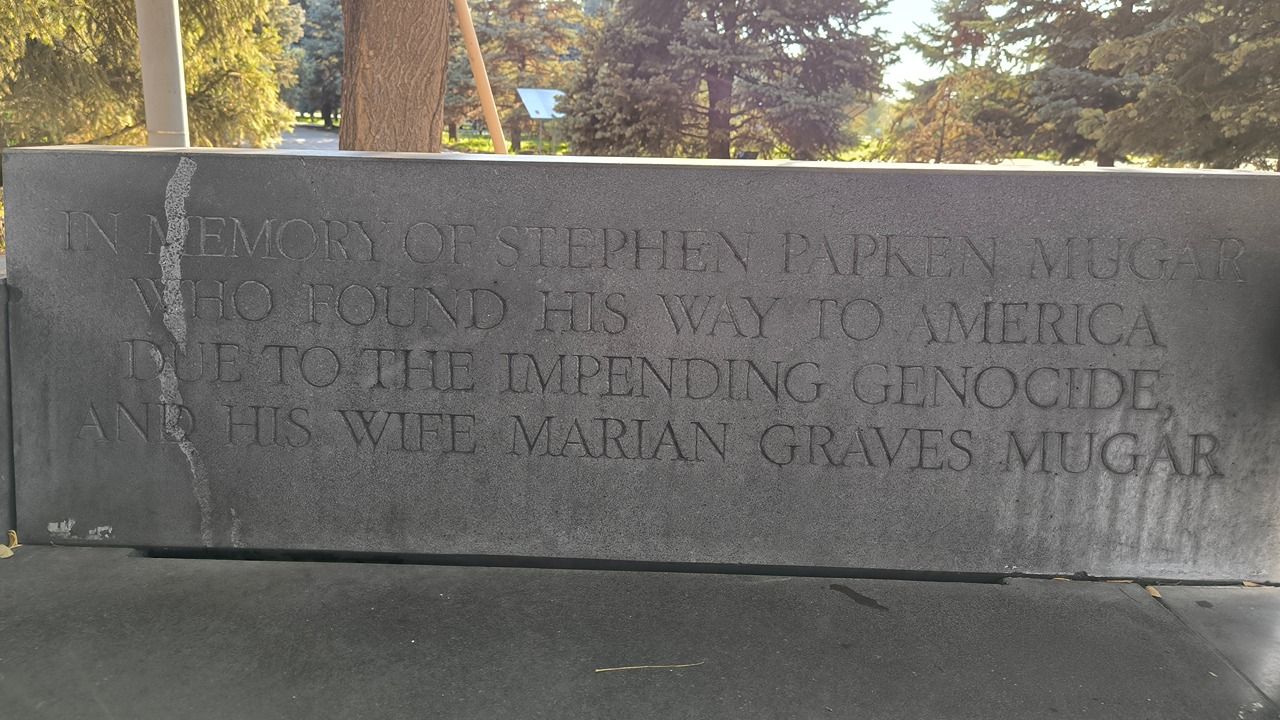 IN MEMORY OF STEPHEN PAPKEN MUGAR
WHO FOUND HIS WAY TO AMERICA
DUE TO THE IMPENDING GENOCIDE,
AND HIS WIFE MARIAN GRAVES MUGAR